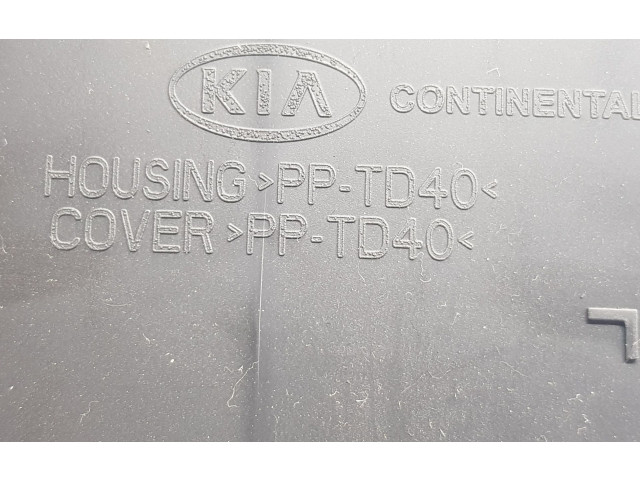 KIA CONTINENTAL
HOUSING >PP-TD40<
COVER >PP-TD40<